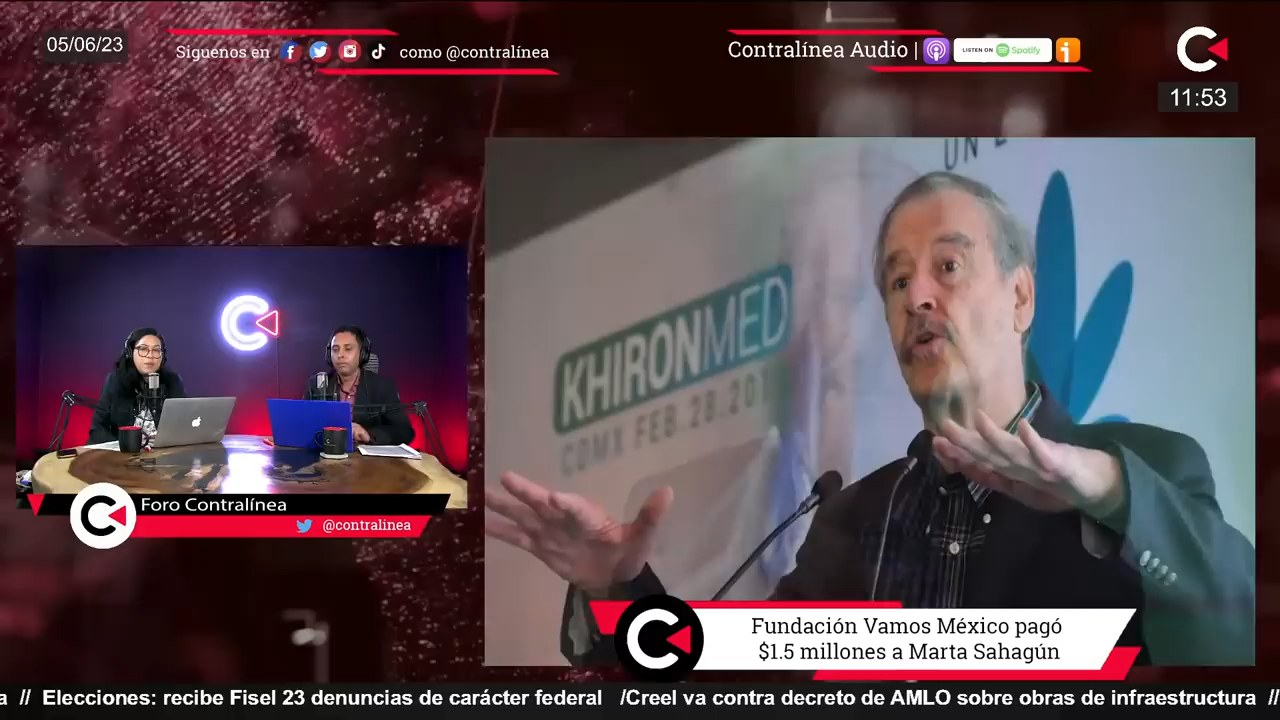 05/06/23
Síguenos en
como @contralínea
Contralínea Audio |
LISTEN ON Spotify
11:53
UN E
KHIRONMED
CDMX FEB.28.201
Foro Contralínea
@contralinea
Fundación Vamos México pagó
$1.5 millones a Marta Sahagún
a // Elecciones: recibe Fisel 23 denuncias de carácter federal /Creel va contra decreto de AMLO sobre obras de infraestructura //